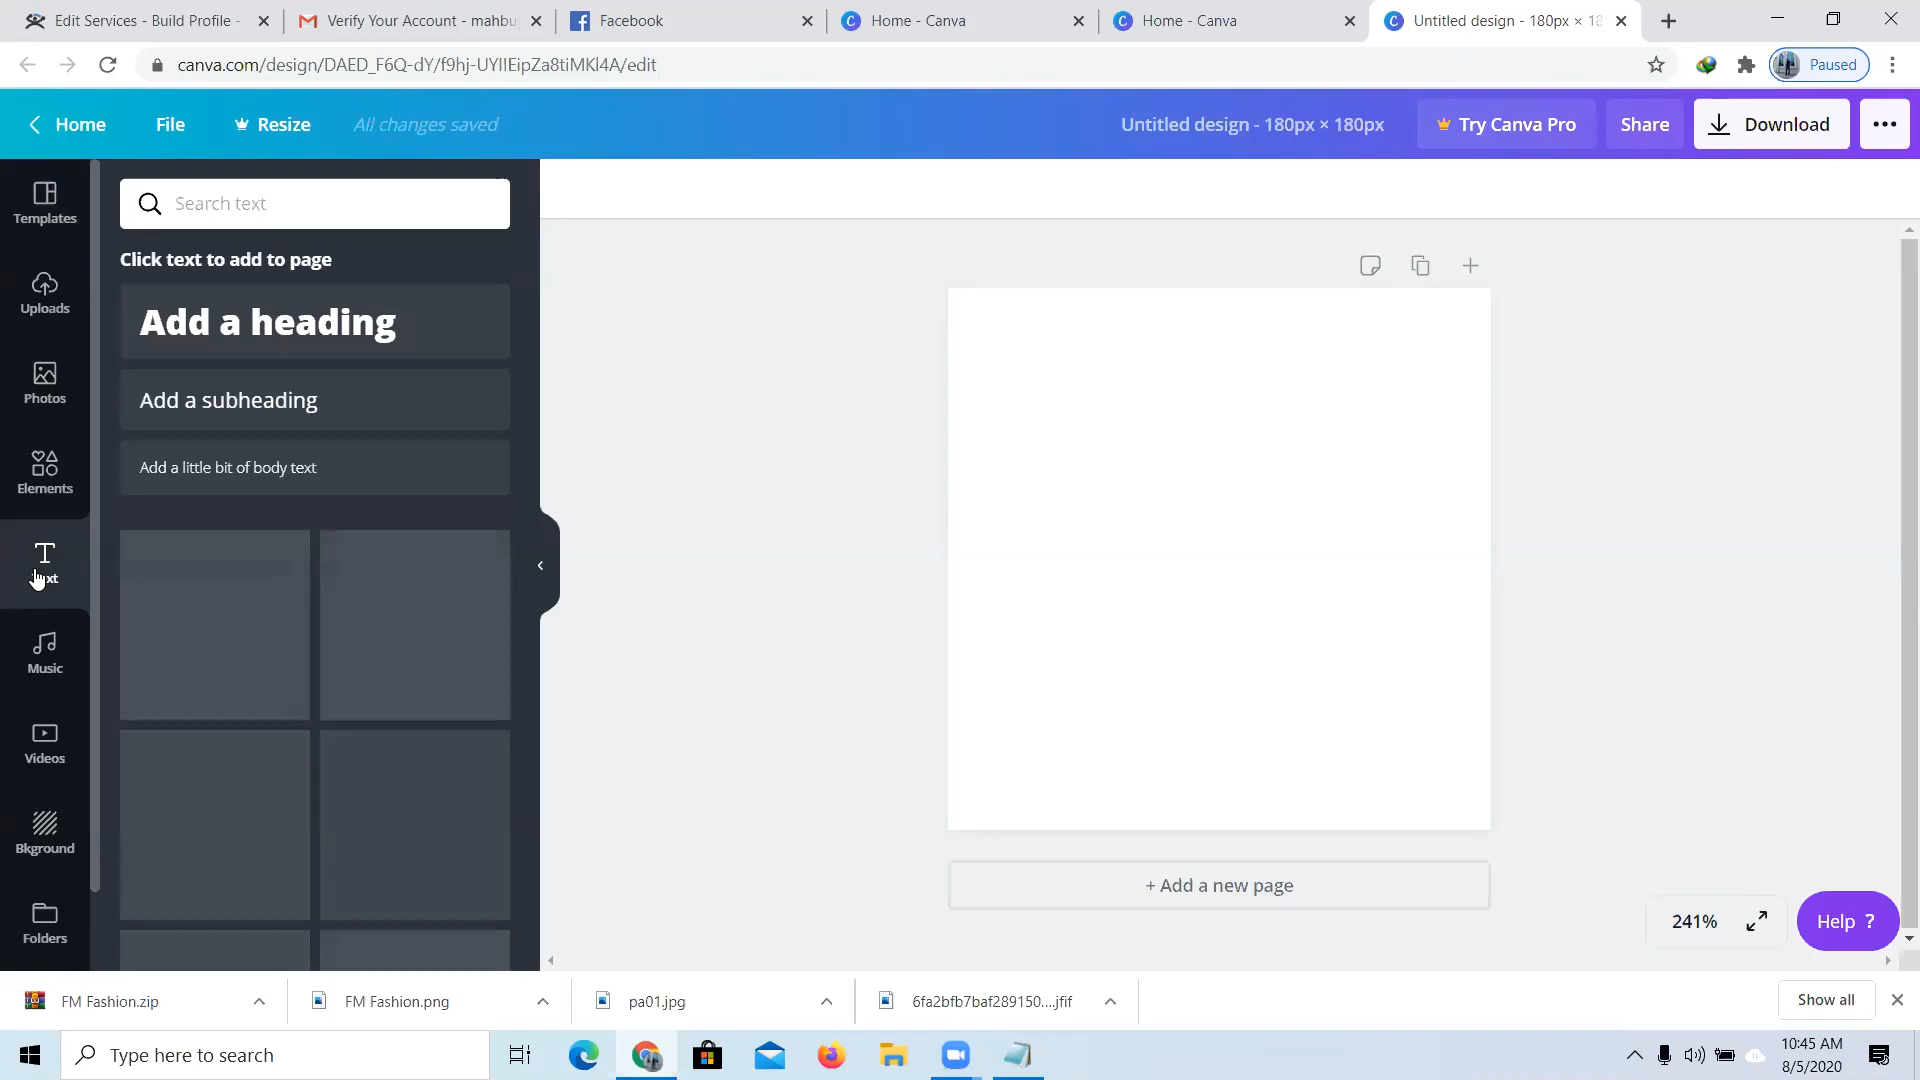 Edit Services - Build Profile -
Verify Your Account - mahbu
Facebook
Home - Canva
Home - Canva
Untitled design - 180px × 18
canva.com/design/DAED_F6Q-dY/f9hj-UYIIEipZa8tiMKl4A/edit
Paused
Home
File
Resize
All changes saved
Untitled design - 180px × 180px
Try Canva Pro
Share
Download
Templates
Uploads
Photos
Elements
Music
Videos
Bkground
Folders
Search text
Click text to add to page
Add a heading
Add a subheading
Add a little bit of body text
+ Add a new page
241%
Help ?
FM Fashion.zip
FM Fashion.png
pa01.jpg
6fa2bfb7baf289150....jfif
Show all
Type here to search
10:45 AM
8/5/2020